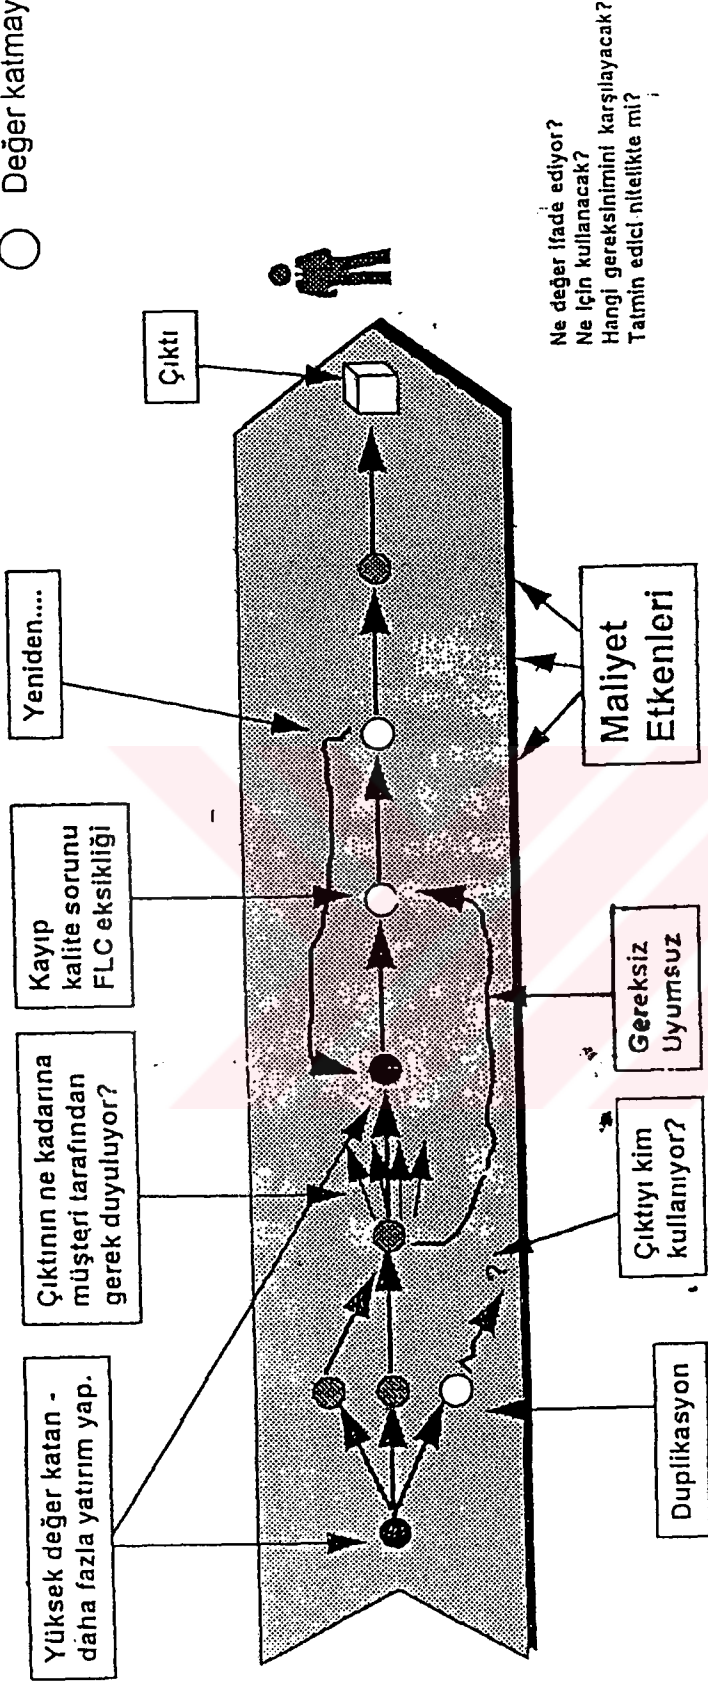 Değer katmay
Yüksek değer katan -
daha fazla yatırım yap.
Çıktının ne kadarına
müşteri tarafından
gerek duyuluyor?
Kayıp
kalite sorunu
FLC eksikliği
Yeniden....
Çıktı
?
Duplikasyon
Çıktıyı kim
kullanıyor?
Gereksiz
Uyumsuz
Maliyet
Etkenleri
Ne değer ifade ediyor?
Ne için kullanacak?
Hangi gereksinimini karşılayacak?
Tatmin edici nitelikte mi?